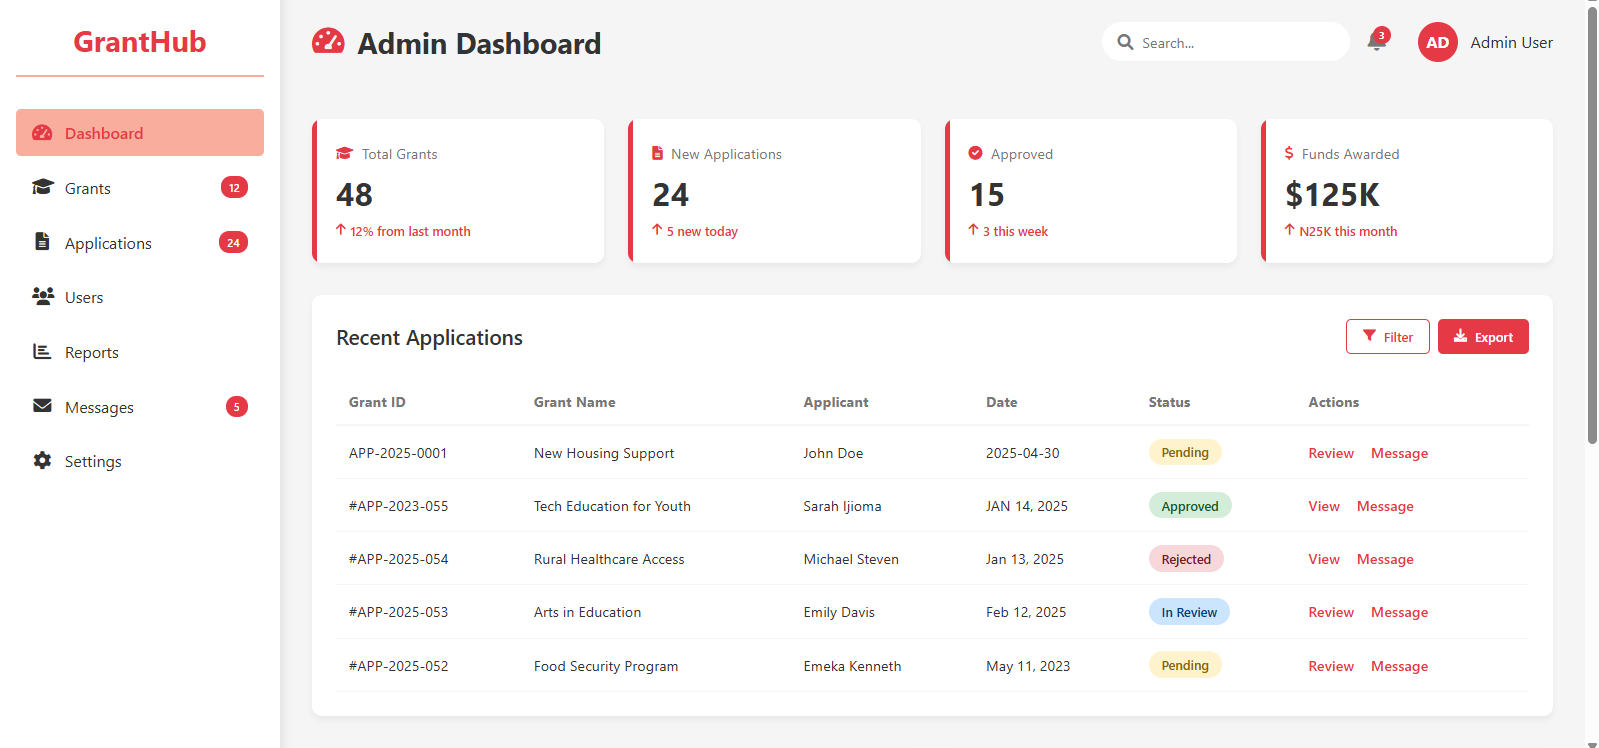 GrantHub
Dashboard
Grants 12
Applications 24
Users
Reports
Messages 5
Settings
Admin Dashboard
Search...
3
AD Admin User
Total Grants
48
12% from last month
New Applications
24
5 new today
Approved
15
3 this week
$ Funds Awarded
$125K
N25K this month
Recent Applications
Filter Export
Grant ID Grant Name Applicant Date Status Actions
APP-2025-0001 New Housing Support John Doe 2025-04-30 Pending Review Message
#APP-2023-055 Tech Education for Youth Sarah Ijioma JAN 14, 2025 Approved View Message
#APP-2025-054 Rural Healthcare Access Michael Steven Jan 13, 2025 Rejected View Message
#APP-2025-053 Arts in Education Emily Davis Feb 12, 2025 In Review Review Message
#APP-2025-052 Food Security Program Emeka Kenneth May 11, 2023 Pending Review Message